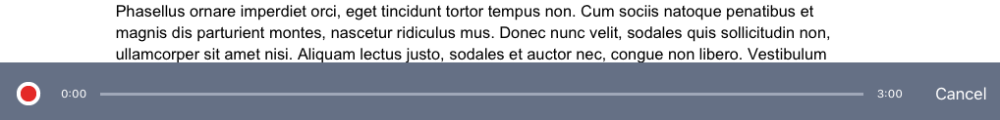 Phasellus ornare imperdiet orci, eget tincidunt tortor tempus non. Cum sociis natoque penatibus et
magnis dis parturient montes, nascetur ridiculus mus. Donec nunc velit, sodales quis sollicitudin non,
ullamcorper sit amet nisi. Aliquam lectus justo, sodales et auctor nec, congue non libero. Vestibulum
0:00 3:00 Cancel